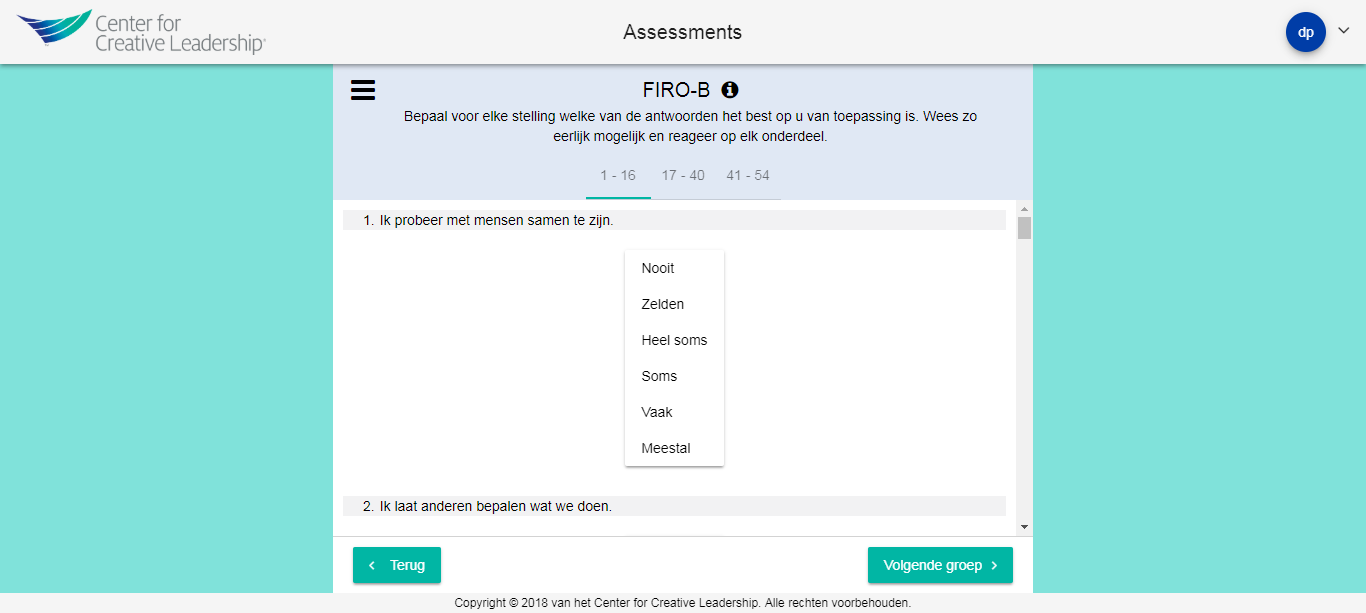 Center for
Creative Leadership®
Assessments
dp
FIRO-B
Bepaal voor elke stelling welke van de antwoorden het best op u van toepassing is. Wees zo
eerlijk mogelijk en reageer op elk onderdeel.
1 - 16 17 - 40 41 - 54
1. Ik probeer met mensen samen te zijn.
Nooit
Zelden
Heel soms
Soms
Vaak
Meestal
2. Ik laat anderen bepalen wat we doen.
Terug
Volgende groep
Copyright © 2018 van het Center for Creative Leadership. Alle rechten voorbehouden.